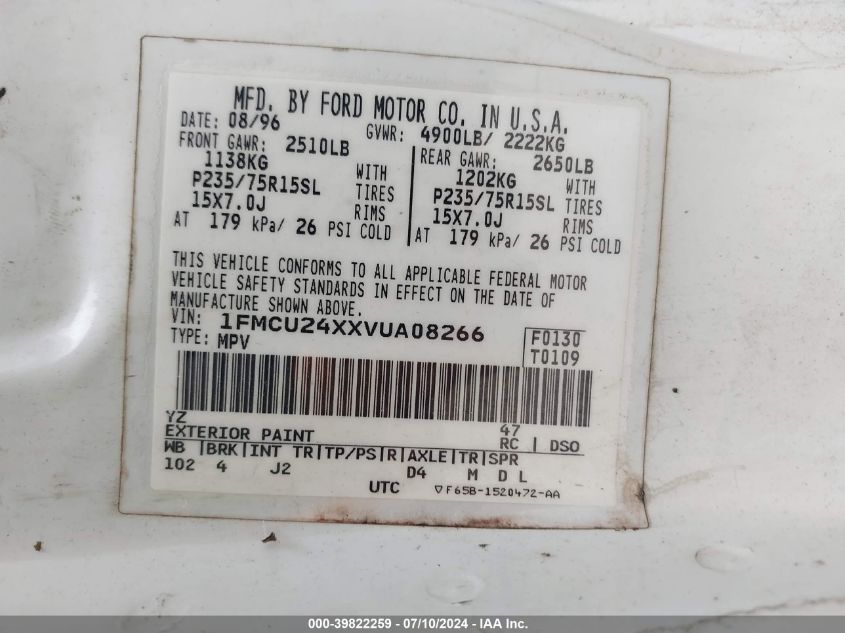 MFD. BY FORD MOTOR CO. IN U.S.A.
DATE: 08/96 GVWR: 4900LB/ 2222KG
FRONT GAWR: 2510LB REAR GAWR: 2650LB
1138KG WITH 1202KG WITH
P235/75R15SL TIRES P235/75R15SL TIRES
15X7.0J RIMS 15X7.0J RIMS
AT 179 kPa/ 26 PSI COLD AT 179 kPa/ 26 PSI COLD
THIS VEHICLE CONFORMS TO ALL APPLICABLE FEDERAL MOTOR
VEHICLE SAFETY STANDARDS IN EFFECT ON THE DATE OF
MANUFACTURE SHOWN ABOVE.
VIN: 1FMCU24XXVUA08266 F0130
TYPE: MPV T0109
YZ 47
EXTERIOR PAINT RC | DSO
WB |BRK|INT TR|TP/PS|R|AXLE|TR|SPR
102 4 J2 D4 M D L
UTC ▽F65B-1520472-AA
000-39822259 - 07/10/2024 - IAA Inc.